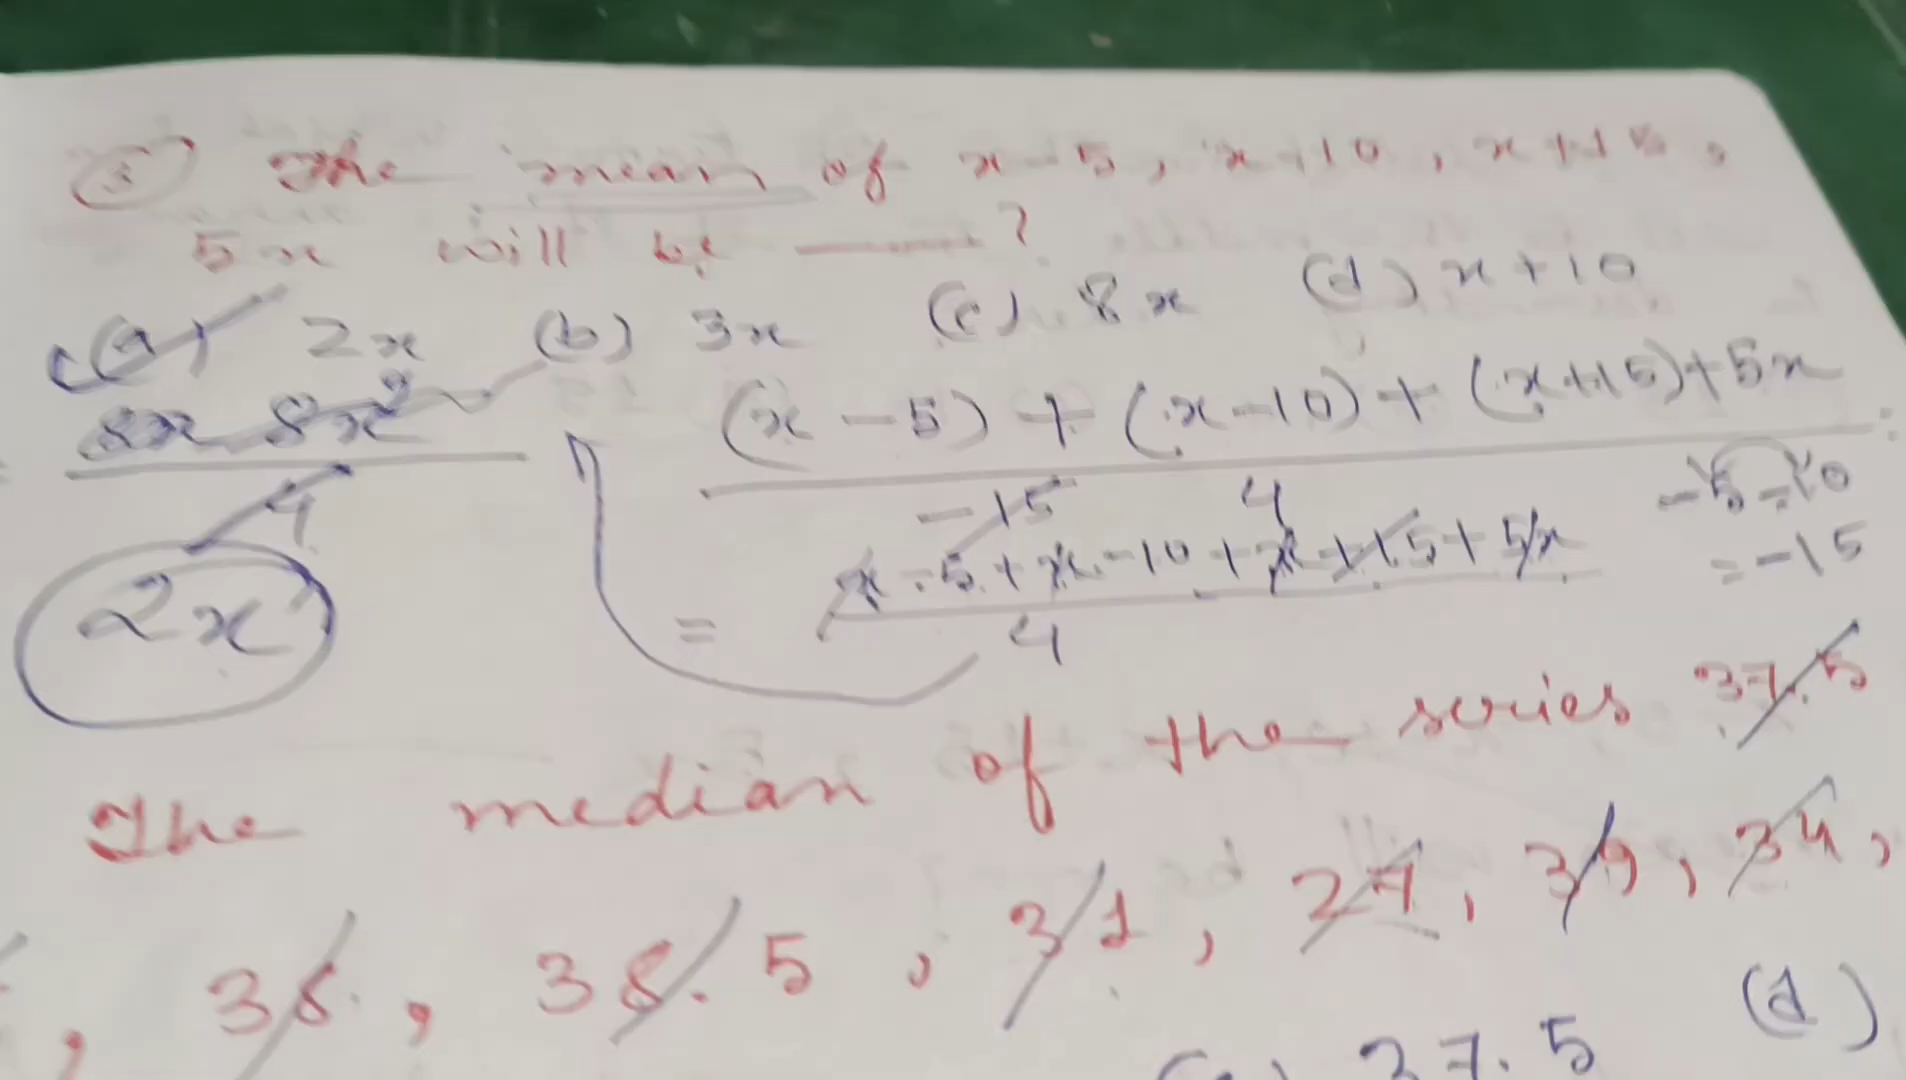 (3) The mean of x-5, x+10, x+15,
5x will be ———?
(a) 2x (b) 3x (c) 8x (d) x+10
8x 8x²
4
2x
(x-5)+(x-10)+(x+15)+5x
4
-15
x-5+x-10+x+15+5x
= 4
-5-10
= -15
The median of the series 37.5
, 38.5, 31, 27, 39, 34,
37.5 (d)